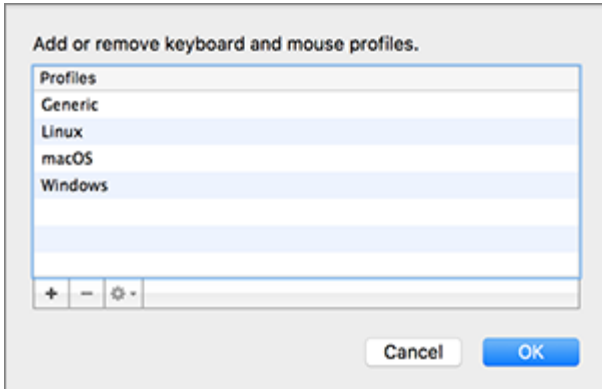 Add or remove keyboard and mouse profiles.
Profiles
Generic
Linux
macOS
Windows
+ −
Cancel OK